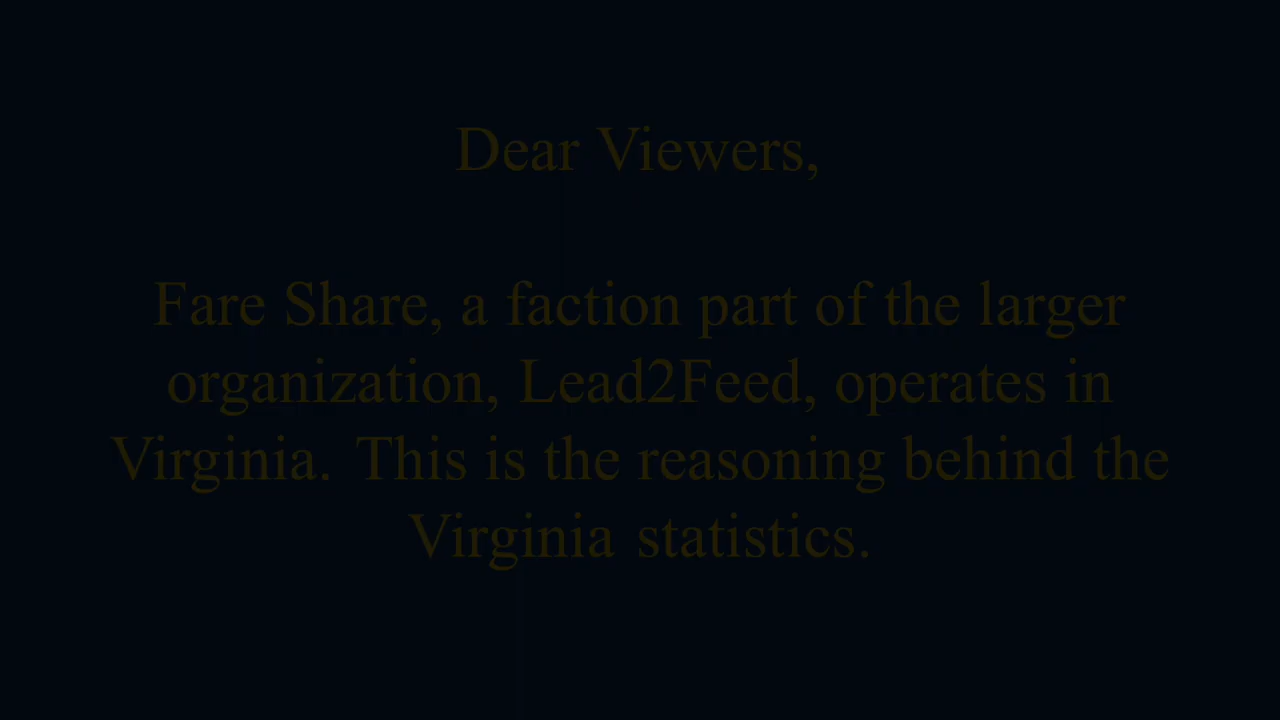 Dear Viewers,
Fare Share, a faction part of the larger
organization, Lead2Feed, operates in
Virginia. This is the reasoning behind the
Virginia statistics.